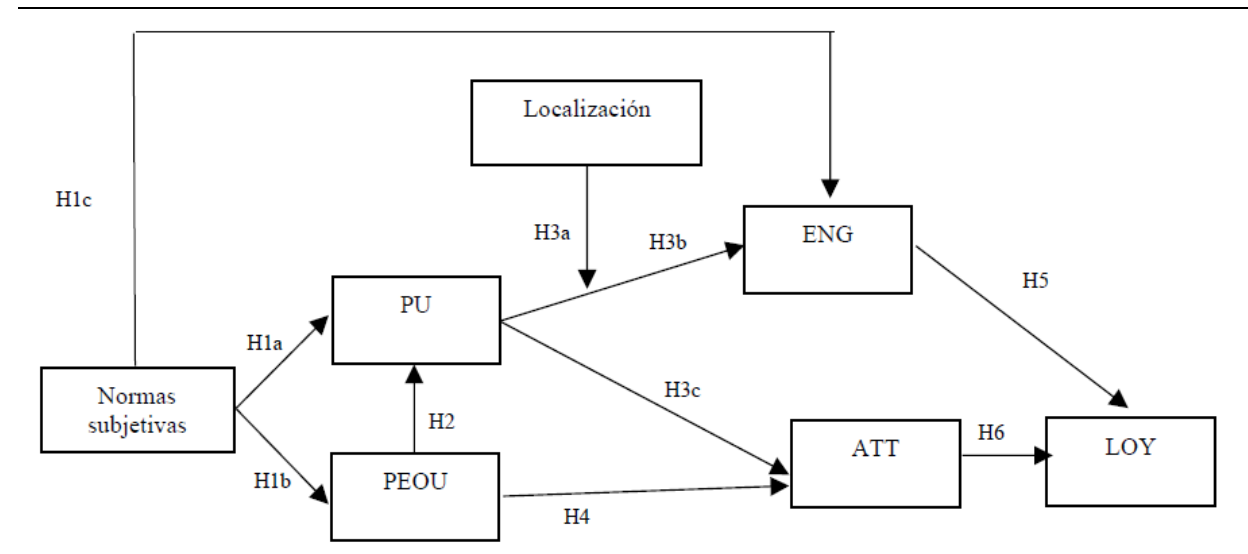 Localización
H1c
H3a
H3b
ENG
H5
PU
H1a
H3c
Normas
subjetivas
H2
ATT
H6
LOY
H1b
PEOU
H4